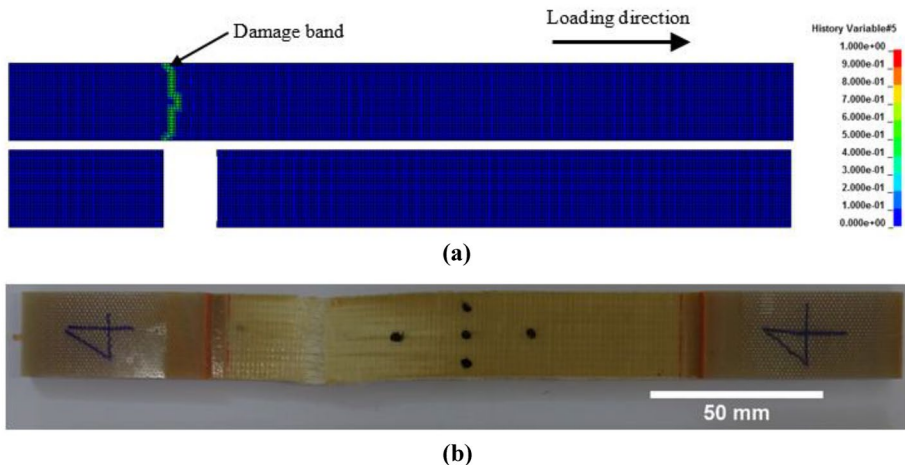 Damage band
Loading direction
History Variable#5
1.000e+00
9.000e-01
8.000e-01
7.000e-01
6.000e-01
5.000e-01
4.000e-01
3.000e-01
2.000e-01
1.000e-01
0.000e+00
(a)
4
4
50 mm
(b)